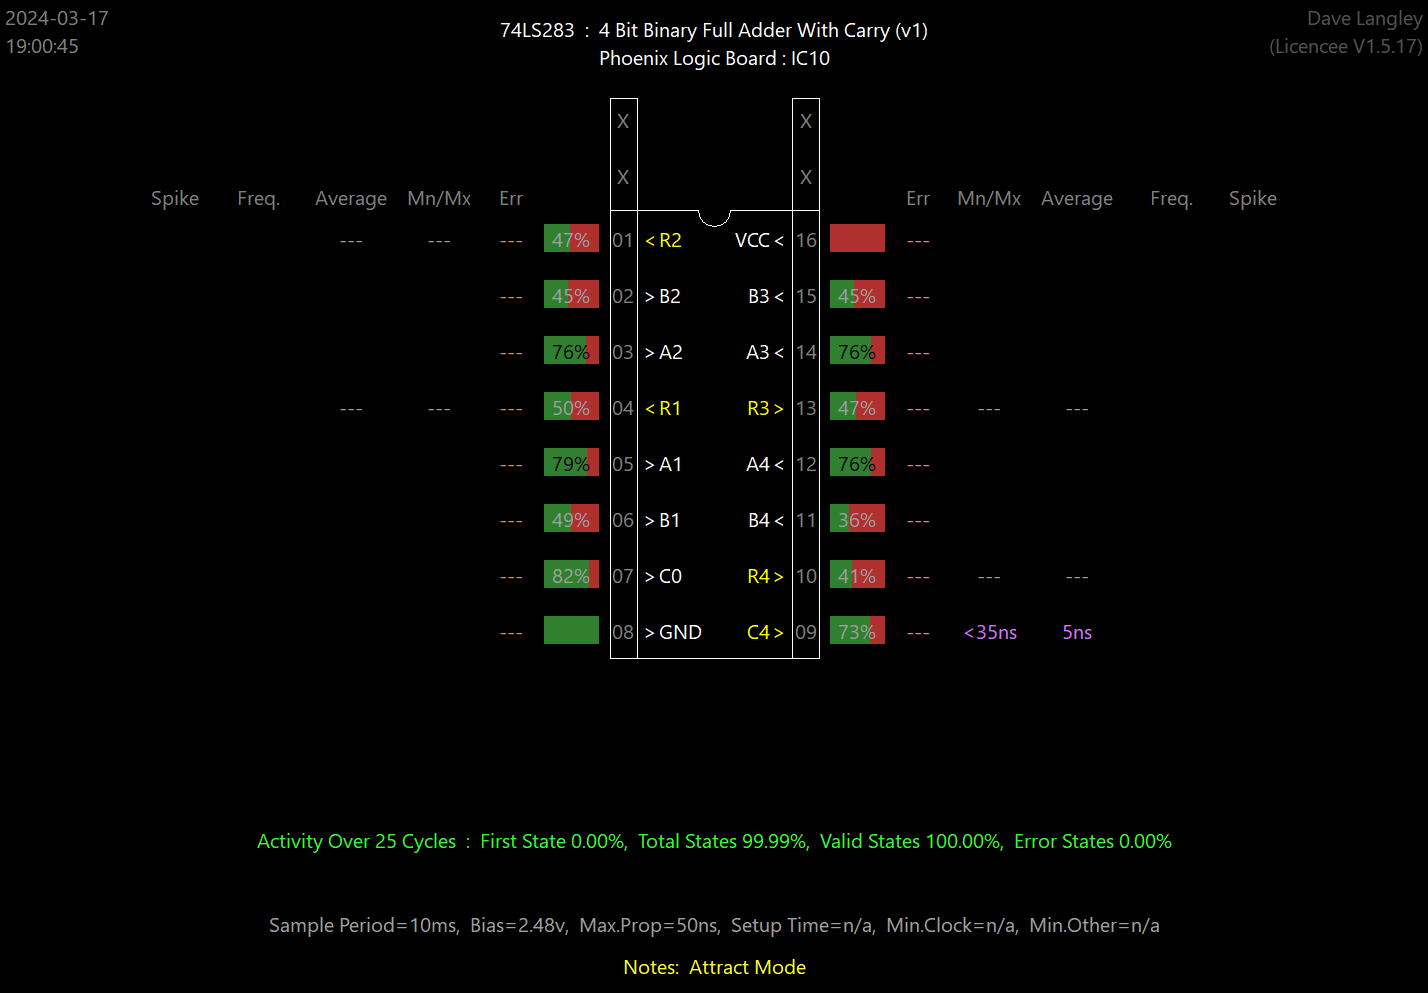 2024-03-17
19:00:45
74LS283 : 4 Bit Binary Full Adder With Carry (v1)
Phoenix Logic Board : IC10
Dave Langley
(Licencee V1.5.17)
X X
X X
Spike Freq. Average Mn/Mx Err Err Mn/Mx Average Freq. Spike
--- --- --- 47% 01 < R2 VCC < 16 ---
--- 45% 02 > B2 B3 < 15 45% ---
--- 76% 03 > A2 A3 < 14 76% ---
--- --- --- 50% 04 < R1 R3 > 13 47% --- --- ---
--- 79% 05 > A1 A4 < 12 76% ---
--- 49% 06 > B1 B4 < 11 36% ---
--- 82% 07 > C0 R4 > 10 41% --- --- ---
--- 08 > GND C4 > 09 73% --- <35ns 5ns
Activity Over 25 Cycles : First State 0.00%, Total States 99.99%, Valid States 100.00%, Error States 0.00%
Sample Period=10ms, Bias=2.48v, Max.Prop=50ns, Setup Time=n/a, Min.Clock=n/a, Min.Other=n/a
Notes: Attract Mode